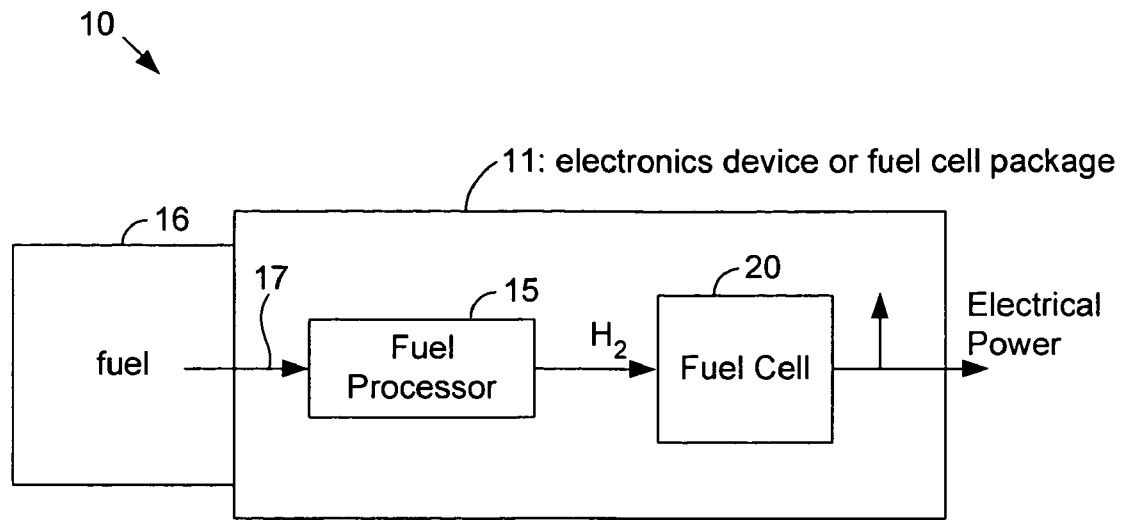 10
11: electronics device or fuel cell package
16
17
15
20
fuel
Fuel
Processor
H2
Fuel Cell
Electrical
Power